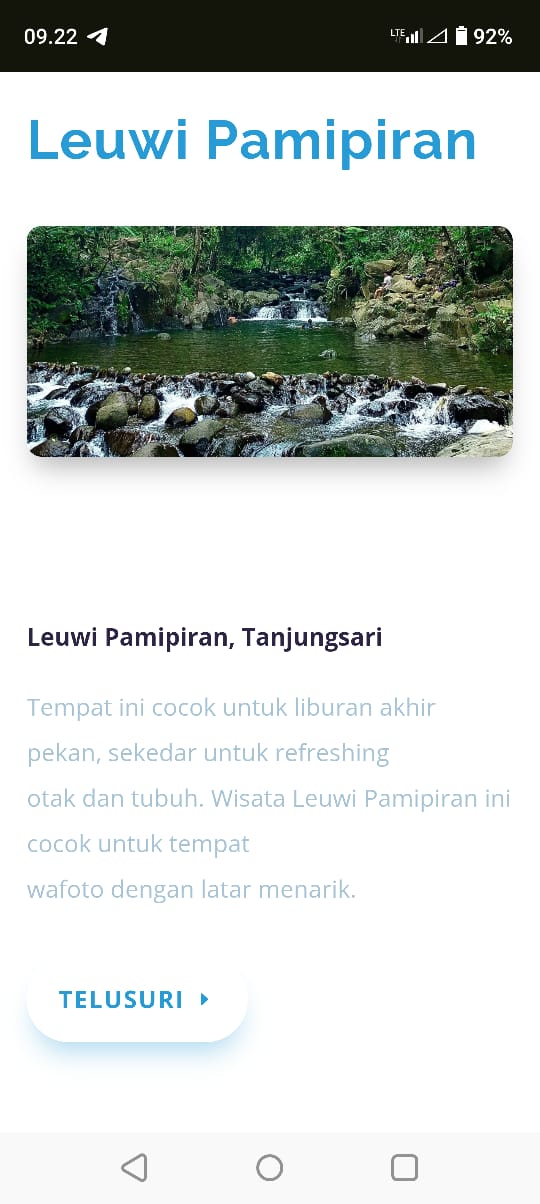 09.22
LTE 92%
Leuwi Pamipiran
Leuwi Pamipiran, Tanjungsari
Tempat ini cocok untuk liburan akhir
pekan, sekedar untuk refreshing
otak dan tubuh. Wisata Leuwi Pamipiran ini
cocok untuk tempat
wafoto dengan latar menarik.
TELUSURI